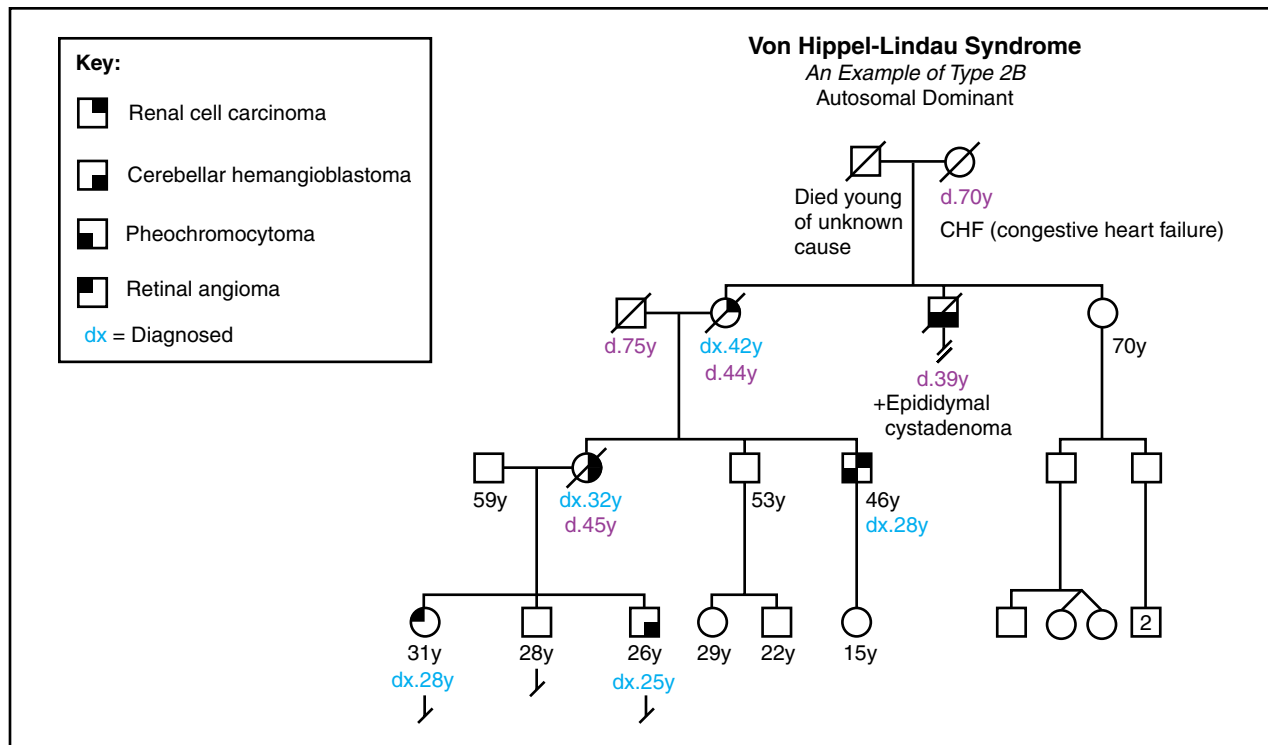 Key:
Renal cell carcinoma
Cerebellar hemangioblastoma
Pheochromocytoma
Retinal angioma
dx = Diagnosed
Von Hippel-Lindau Syndrome
An Example of Type 2B
Autosomal Dominant
Died young
of unknown
cause
d.70y
CHF (congestive heart failure)
d.75y
dx.42y
d.44y
d.39y
+Epididymal
cystadenoma
70y
59y
dx.32y
d.45y
53y
46y
dx.28y
31y
dx.28y
28y
26y
dx.25y
29y
22y
15y
2